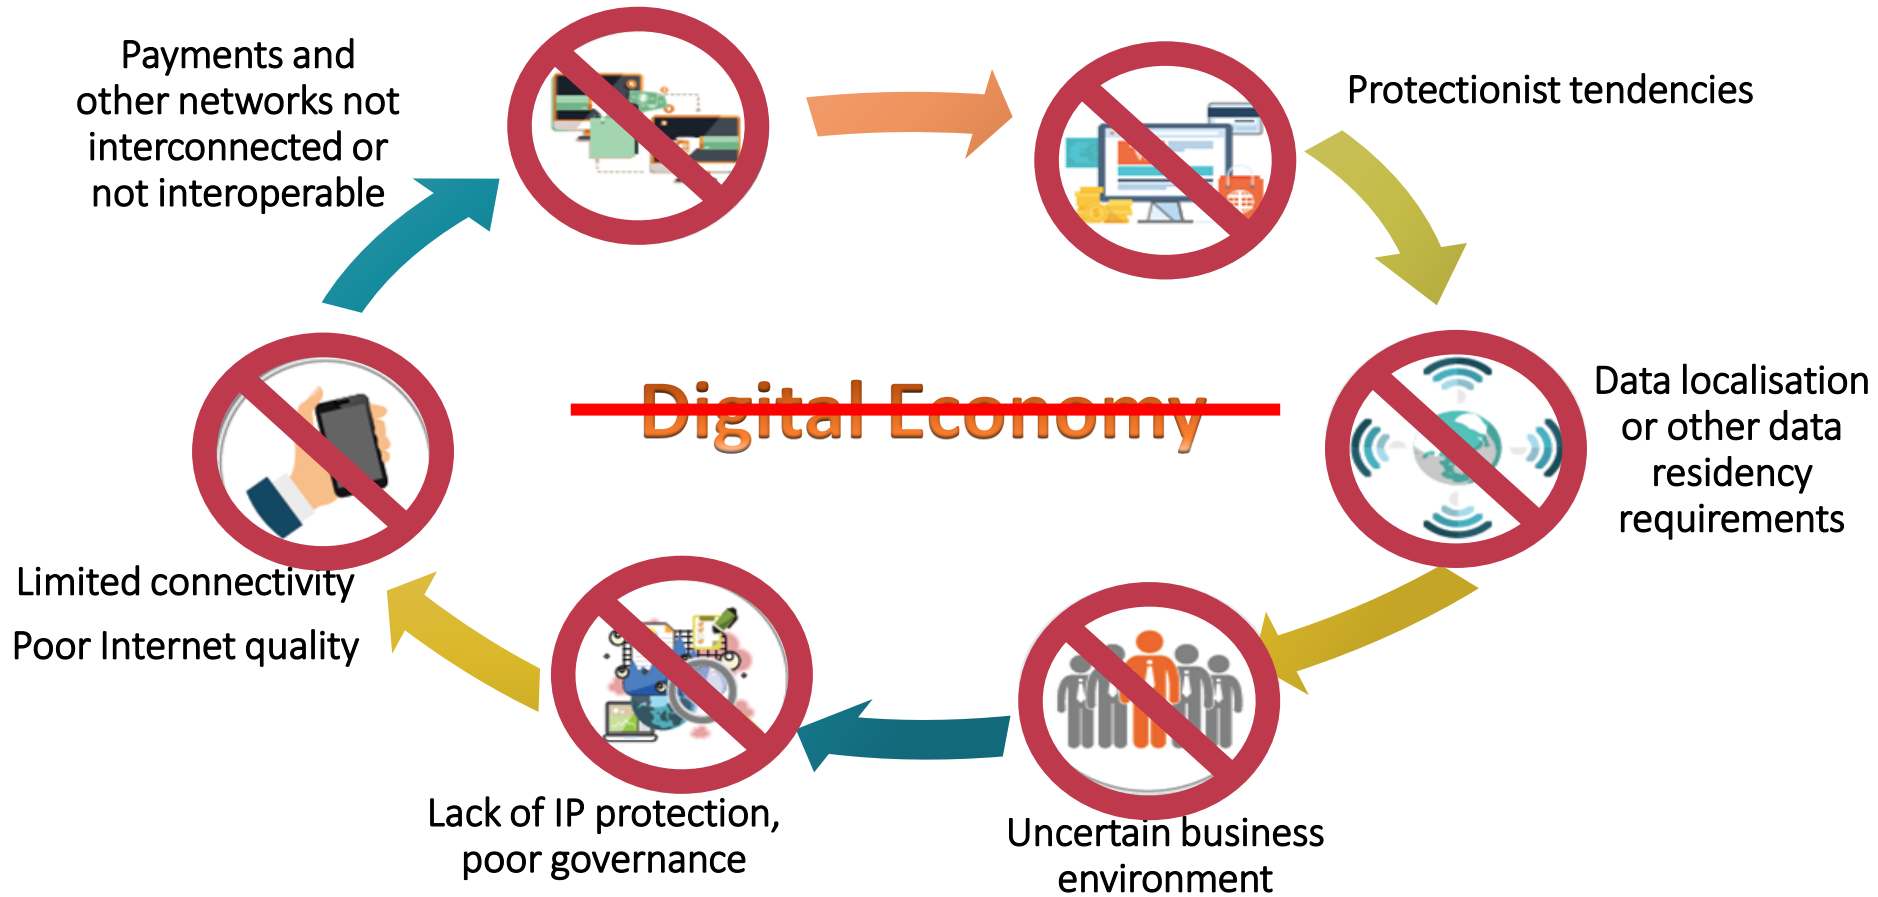 Payments and
other networks not
interconnected or
not interoperable
Protectionist tendencies
Digital Economy
Data localisation
or other data
residency
requirements
Limited connectivity
Poor Internet quality
Lack of IP protection,
poor governance
Uncertain business
environment